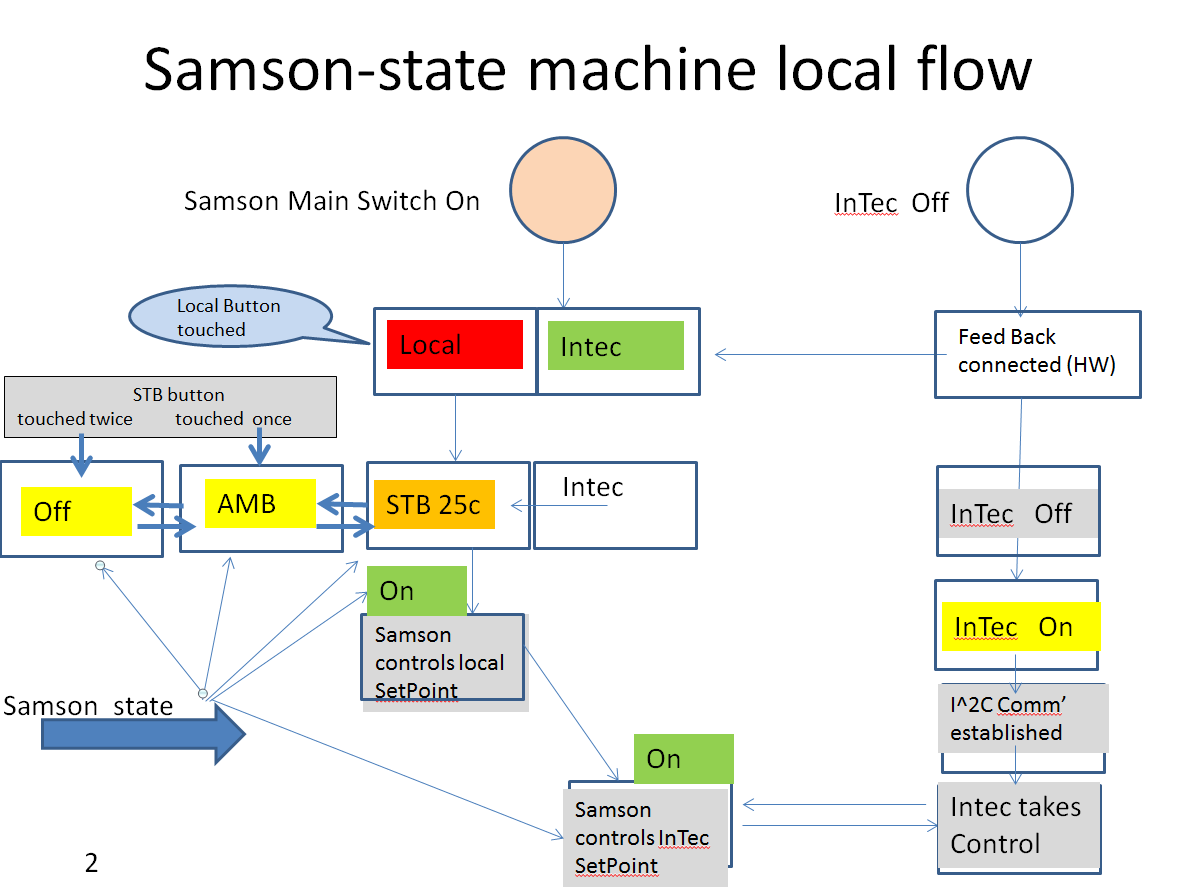 Samson-state machine local flow
Samson Main Switch On
InTec Off
Local Button
touched
Local
Intec
Feed Back
connected (HW)
STB button
touched twice touched once
Off
AMB
STB 25c
Intec
InTec Off
On
Samson
controls local
SetPoint
InTec On
Samson state
I^2C Comm’
established
On
Samson
controls InTec
SetPoint
Intec takes
Control
2